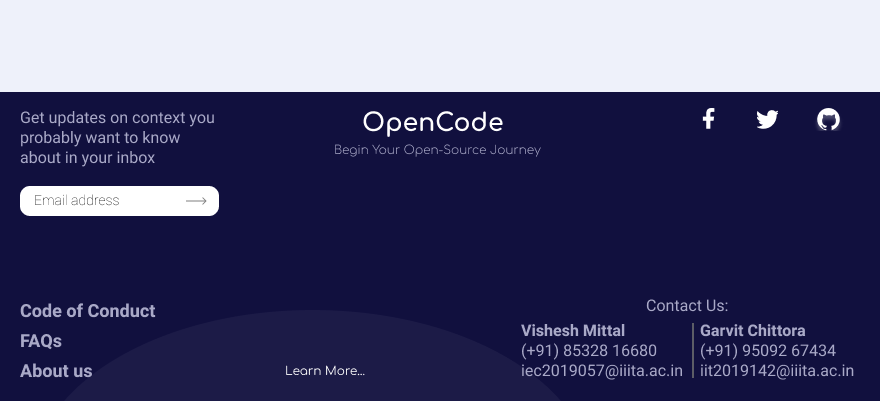 Get updates on context you
probably want to know
about in your inbox
Email address
OpenCode
Begin Your Open-Source Journey
Code of Conduct
FAQs
About us
Learn More...
Contact Us:
Vishesh Mittal
(+91) 85328 16680
iec2019057@iiita.ac.in
Garvit Chittora
(+91) 95092 67434
iit2019142@iiita.ac.in